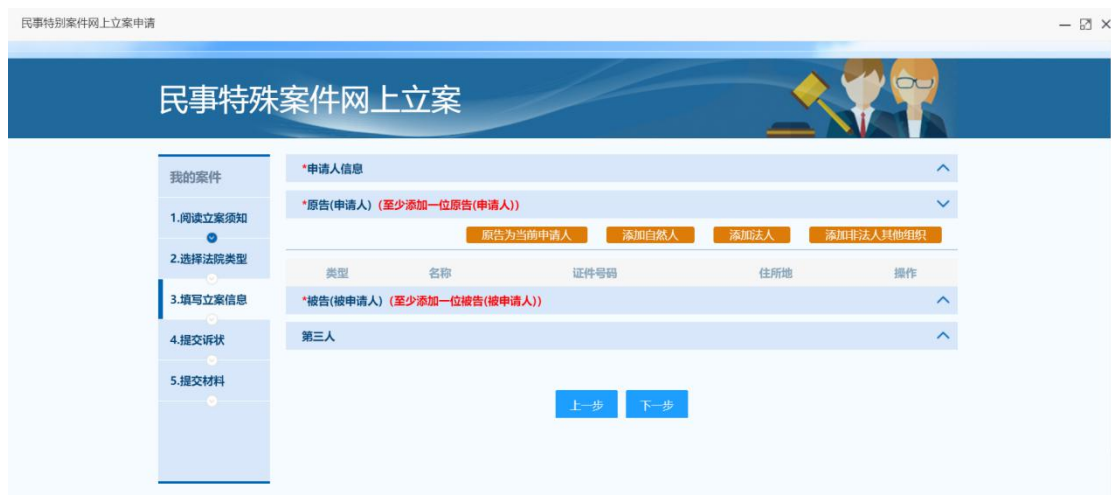 民事特别案件网上立案申请
民事特殊案件网上立案
我的案件
1.阅读立案须知
2.选择法院类型
3.填写立案信息
4.提交诉状
5.提交材料
*申请人信息
*原告(申请人) (至少添加一位原告(申请人))
原告为当前申请人 添加自然人 添加法人 添加非法人其他组织
类型 名称 证件号码 住所地 操作
*被告(被申请人) (至少添加一位被告(被申请人))
第三人
上一步 下一步